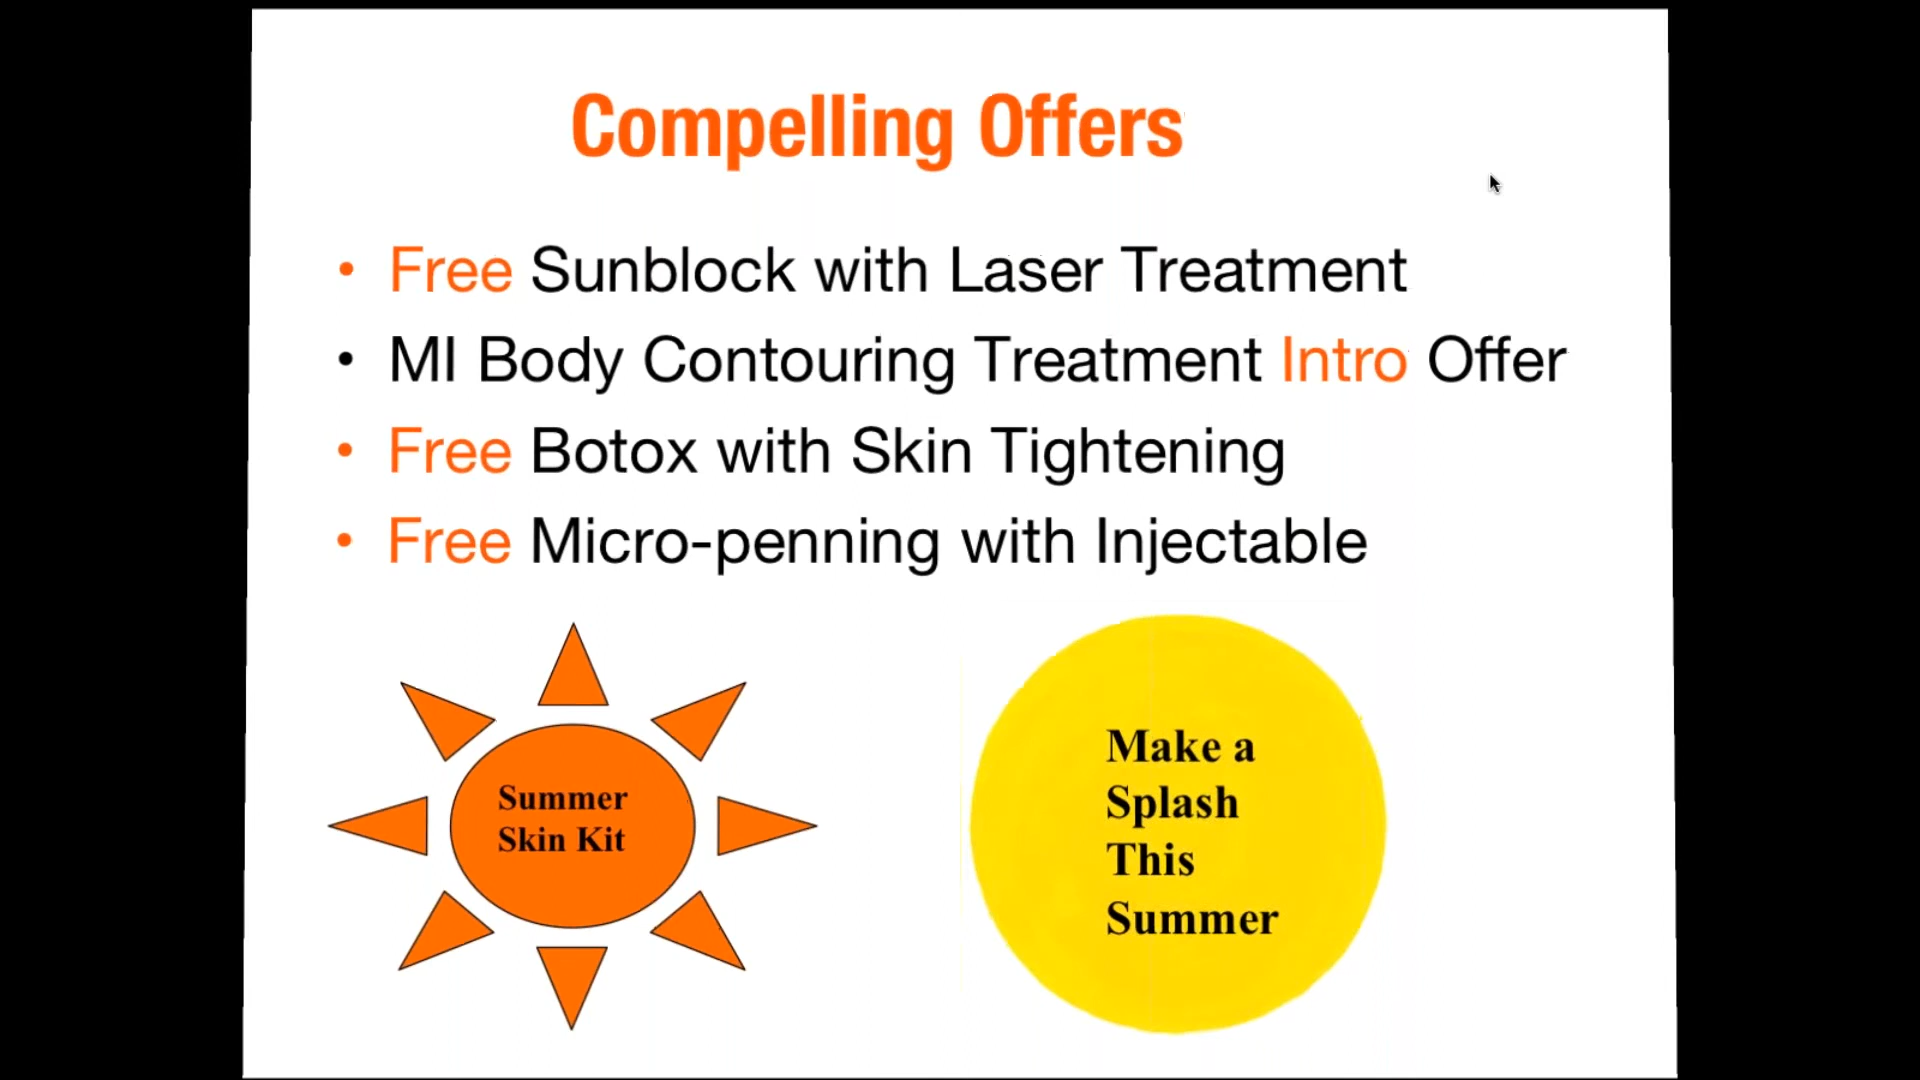 Compelling Offers
• Free Sunblock with Laser Treatment
• MI Body Contouring Treatment Intro Offer
• Free Botox with Skin Tightening
• Free Micro-penning with Injectable
Summer
Skin Kit
Make a
Splash
This
Summer